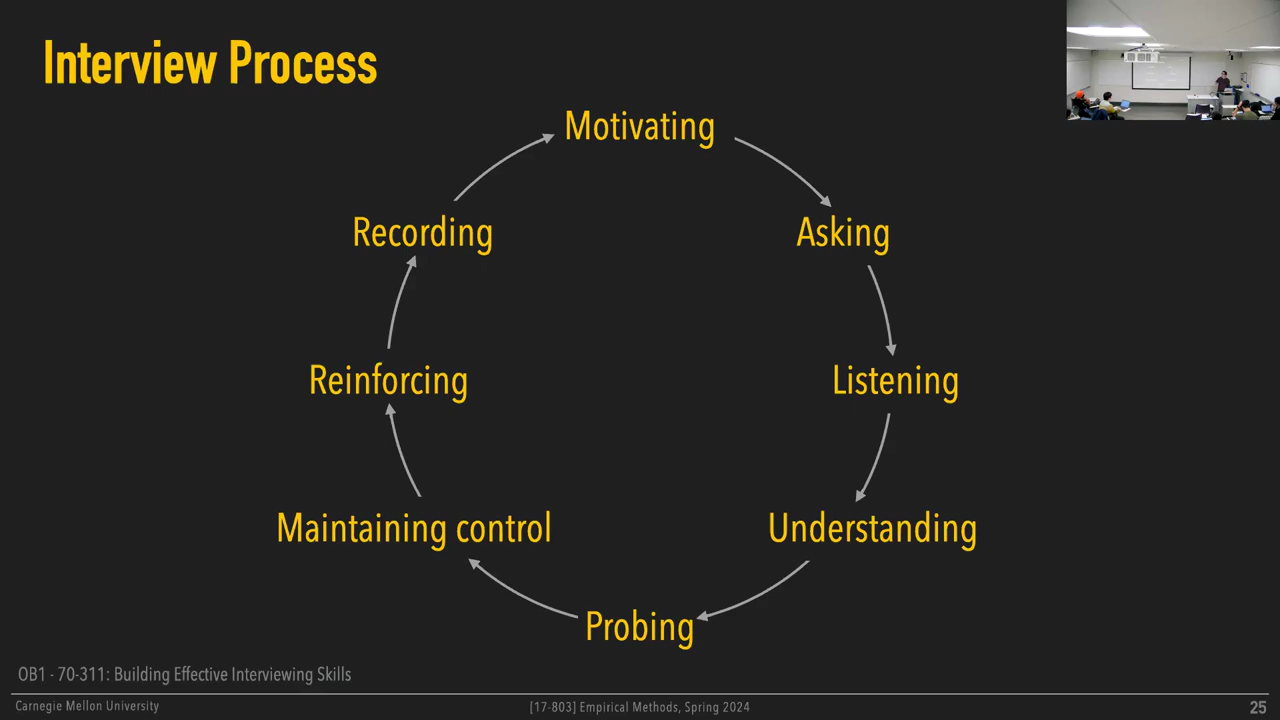 Interview Process
Motivating
Recording
Asking
Reinforcing
Listening
Maintaining control
Understanding
Probing
OB1 - 70-311: Building Effective Interviewing Skills
Carnegie Mellon University
[17-803] Empirical Methods, Spring 2024
25